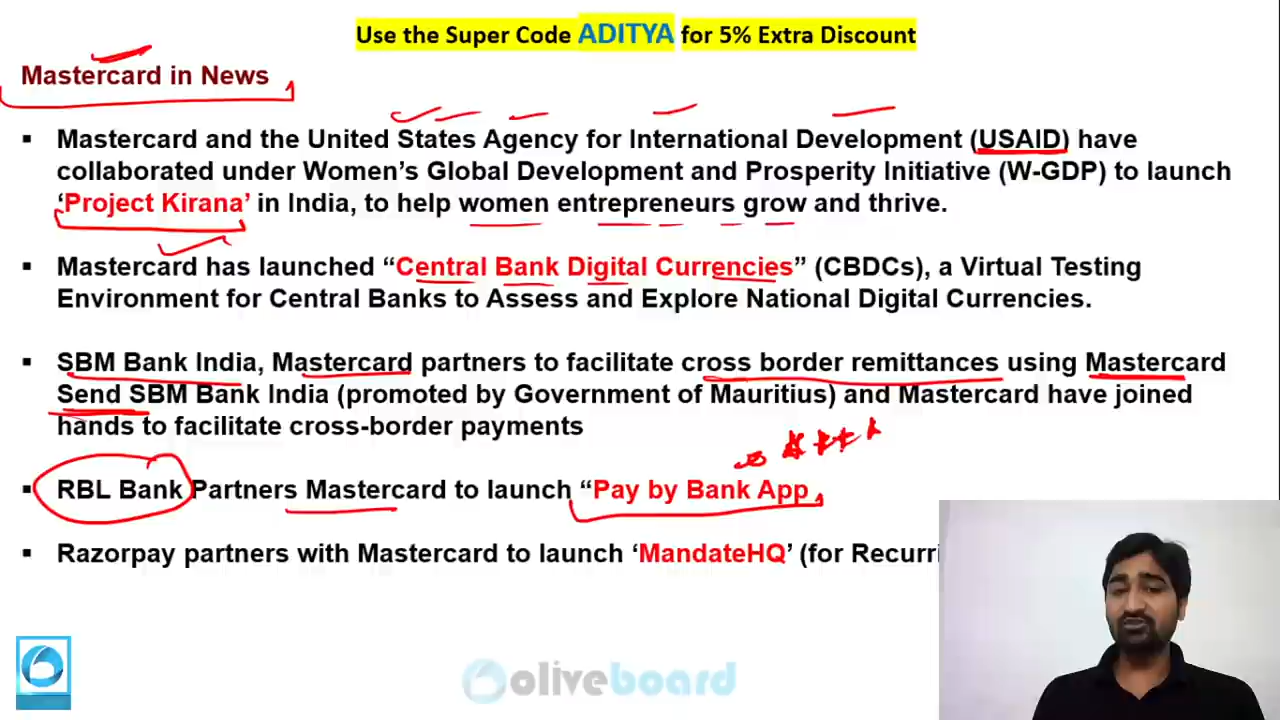 Use the Super Code ADITYA for 5% Extra Discount
Mastercard in News
▪ Mastercard and the United States Agency for International Development (USAID) have
collaborated under Women's Global Development and Prosperity Initiative (W-GDP) to launch
'Project Kirana' in India, to help women entrepreneurs grow and thrive.
▪ Mastercard has launched “Central Bank Digital Currencies” (CBDCs), a Virtual Testing
Environment for Central Banks to Assess and Explore National Digital Currencies.
▪ SBM Bank India, Mastercard partners to facilitate cross border remittances using Mastercard
Send SBM Bank India (promoted by Government of Mauritius) and Mastercard have joined
hands to facilitate cross-border payments
▪ RBL Bank Partners Mastercard to launch “Pay by Bank App
▪ Razorpay partners with Mastercard to launch ‘MandateHQ’ (for
oliveboard